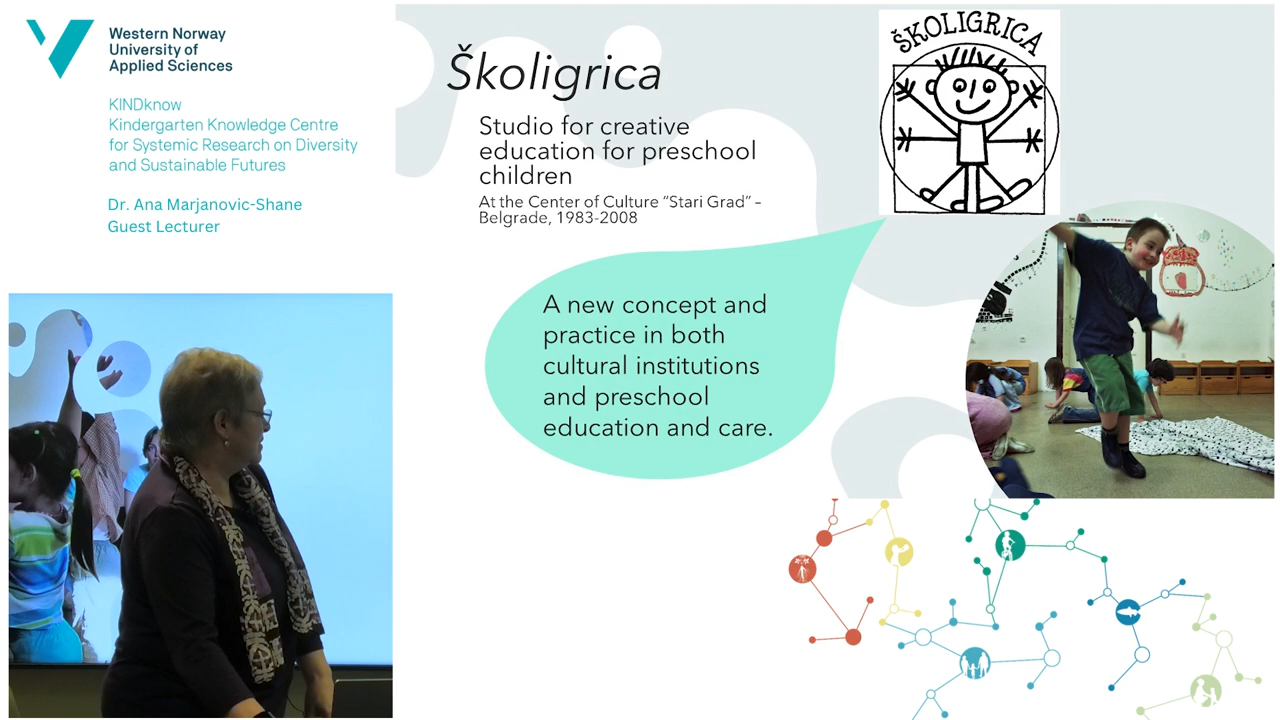 Western Norway
University of
Applied Sciences
KINDknow
Kindergarten Knowledge Centre
for Systemic Research on Diversity
and Sustainable Futures
Dr. Ana Marjanovic-Shane
Guest Lecturer
Školigrica
Studio for creative
education for preschool
children
At the Center of Culture “Stari Grad” –
Belgrade, 1983-2008
ŠKOLIGRICA
A new concept and
practice in both
cultural institutions
and preschool
education and care.